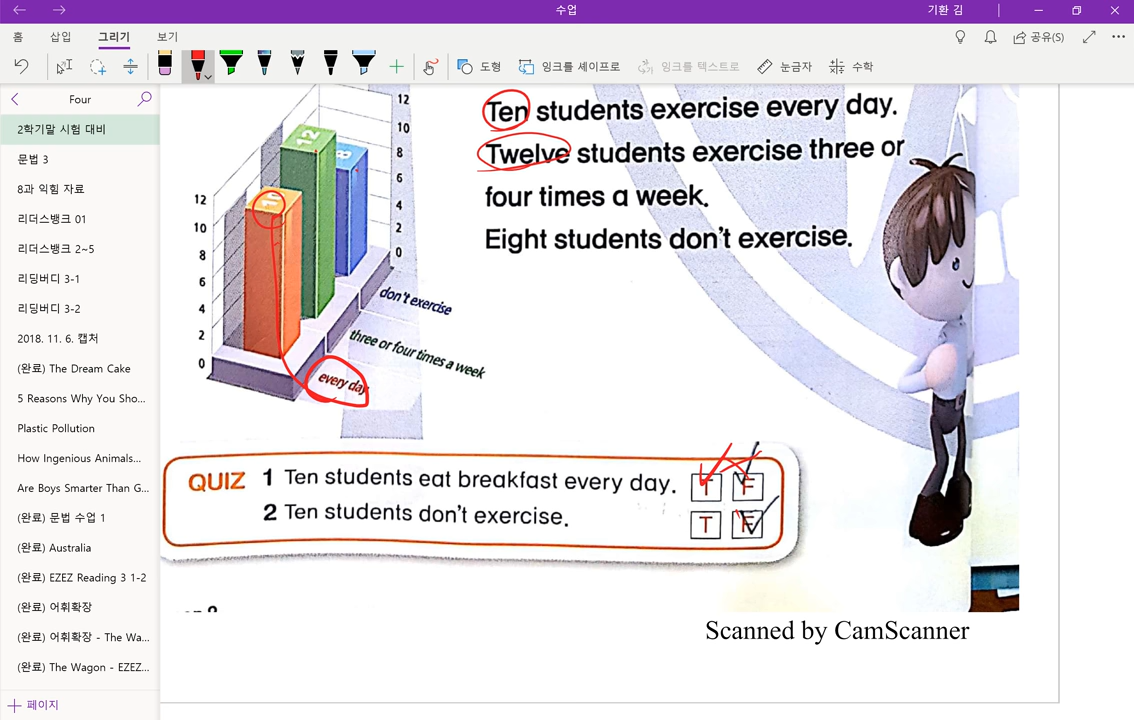 수업
기환 김
홈 삽입 그리기 보기
공유(S)
도형 잉크를 셰이프로 잉크를 텍스트로 눈금자 수학
Four
2학기말 시험 대비
문법 3
8과 익힘 자료
리더스뱅크 01
리더스뱅크 2~5
리딩버디 3-1
리딩버디 3-2
2018. 11. 6. 캡처
(완료) The Dream Cake
5 Reasons Why You Sho...
Plastic Pollution
How Ingenious Animals...
Are Boys Smarter Than G...
(완료) 문법 수업 1
(완료) Australia
(완료) EZEZ Reading 3 1-2
(완료) 어휘확장
(완료) 어휘확장 - The Wa...
(완료) The Wagon - EZEZ...
페이지
12
10
8
6
4
2
0
12
10
8
6
4
2
0
10
12
8
don't exercise
three or four times a week
every day
Ten students exercise every day.
Twelve students exercise three or
four times a week.
Eight students don't exercise.
QUIZ 1 Ten students eat breakfast every day. T F
2 Ten students don't exercise. T F
Scanned by CamScanner